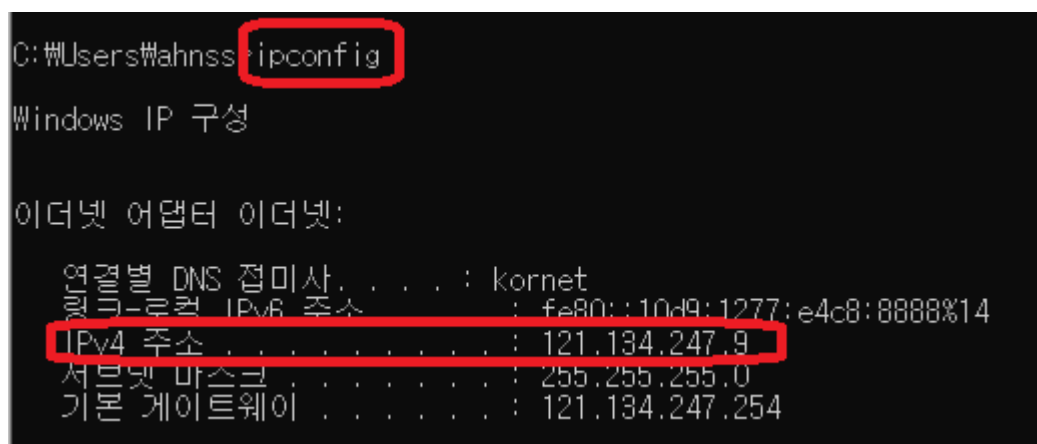 C:₩Users₩ahnss>ipconfig
Windows IP 구성
이더넷 어댑터 이더넷:
연결별 DNS 접미사. . . . : kornet
링크-로컬 IPv6 주소 . . . . : fe80::10d9:1277:e4c8:8888%14
IPv4 주소 . . . . . . . . . : 121.134.247.9
서브넷 마스크 . . . . . . . : 255.255.255.0
기본 게이트웨이 . . . . . . : 121.134.247.254